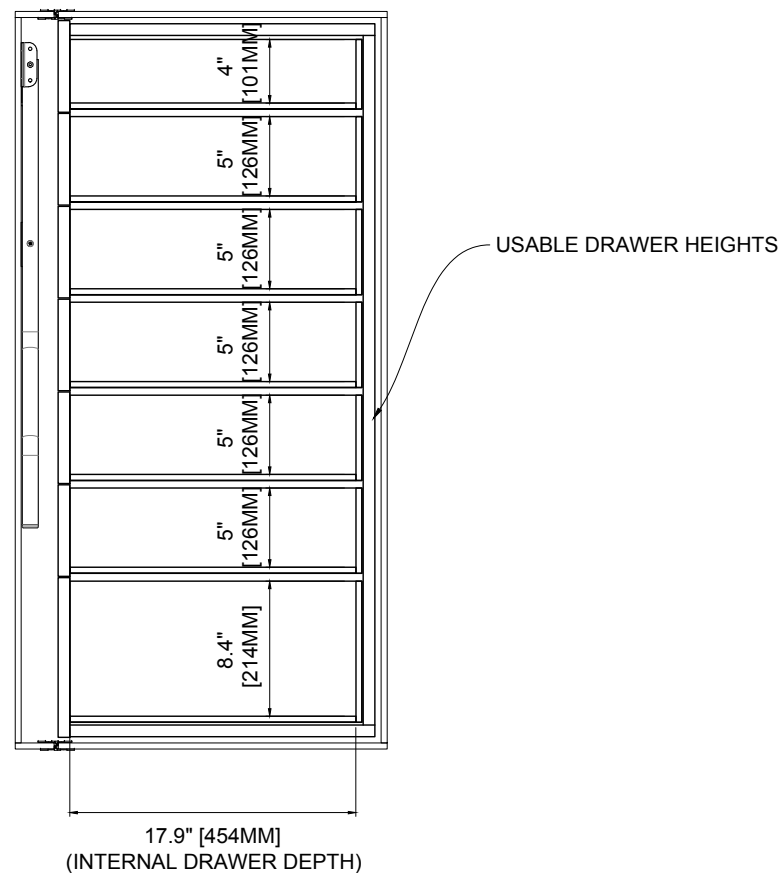 4"
[101MM]
5"
[126MM]
5"
[126MM]
USABLE DRAWER HEIGHTS
5"
[126MM]
5"
[126MM]
5"
[126MM]
8.4"
[214MM]
17.9" [454MM]
(INTERNAL DRAWER DEPTH)